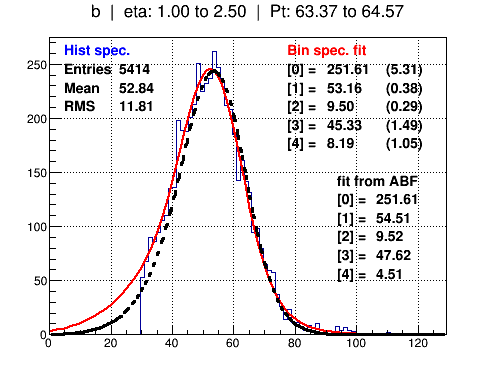 b | eta: 1.00 to 2.50 | Pt: 63.37 to 64.57
Hist spec.
Entries 5414
Mean 52.84
RMS 11.81
Bin spec. fit
[0] = 251.61 (5.31)
[1] = 53.16 (0.38)
[2] = 9.50 (0.29)
[3] = 45.33 (1.49)
[4] = 8.19 (1.05)
fit from ABF
[0] = 251.61
[1] = 54.51
[2] = 9.52
[3] = 47.62
[4] = 4.51
250
200
150
100
50
0
0 20 40 60 80 100 120